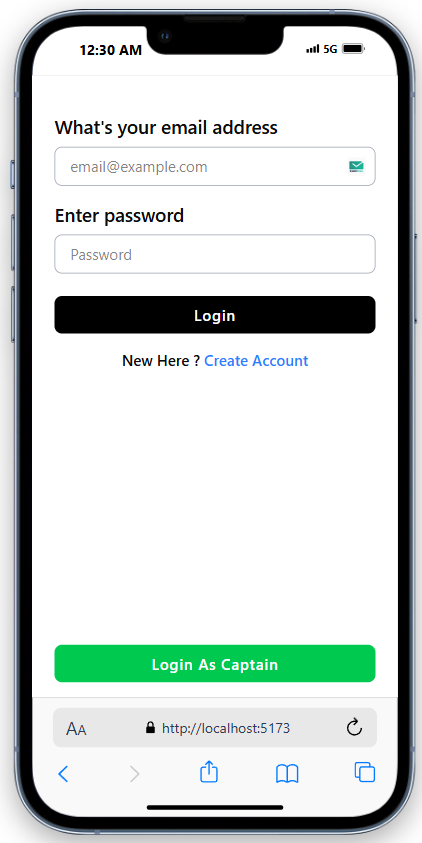 12:30 AM 5G
What's your email address
email@example.com
Enter password
Password
Login
New Here ? Create Account
Login As Captain
AA http://localhost:5173